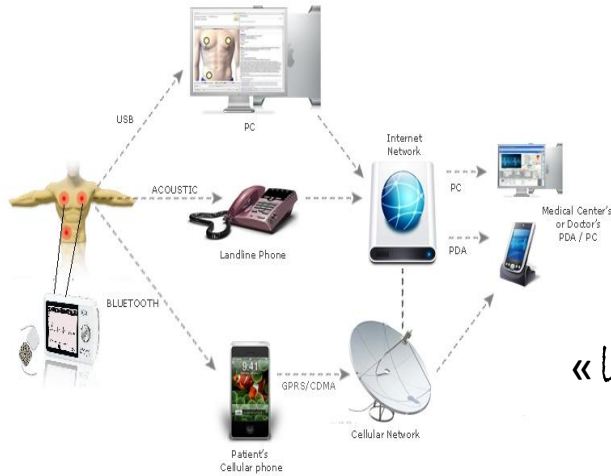 USB
PC
ACOUSTIC
Landline Phone
Internet
Network
PC
PDA
Medical Center's
or Doctor's
PDA / PC
BLUETOOTH
9:41
GPRS/CDMA
Patient's
Cellular phone
Cellular Network
«